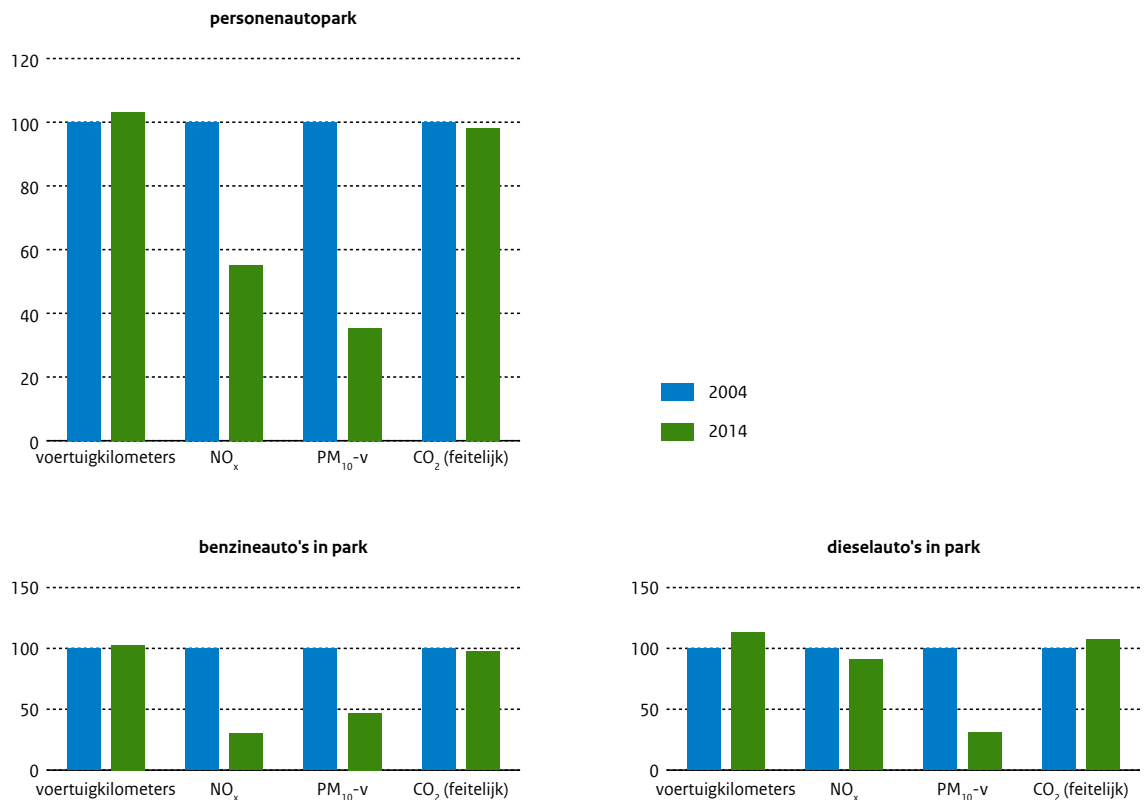 personenautopark
120
100
80
60
40
20
0
voertuigkilometers NOx PM10-v CO2 (feitelijk)
2004
2014
benzineauto's in park
150
100
50
0
voertuigkilometers NOx PM10-v CO2 (feitelijk)
dieselauto's in park
150
100
50
0
voertuigkilometers NOx PM10-v CO2 (feitelijk)